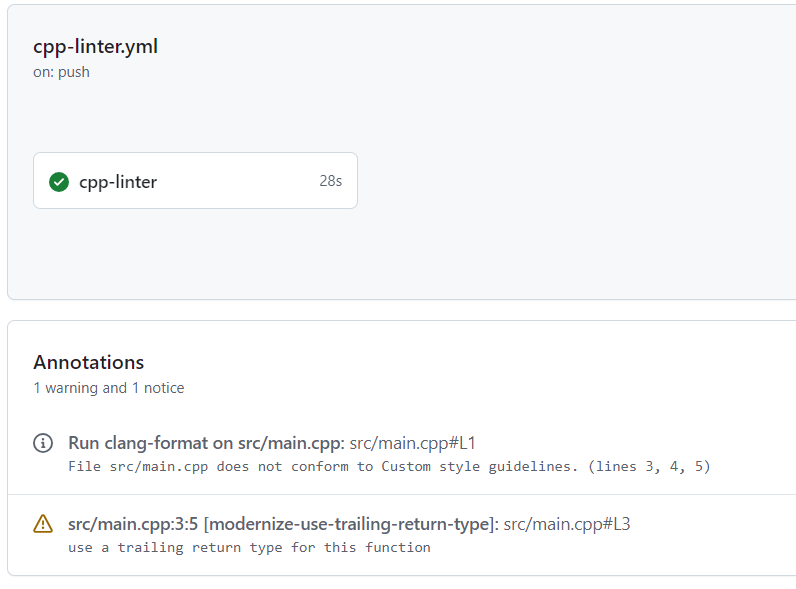 cpp-linter.yml
on: push
cpp-linter 28s
Annotations
1 warning and 1 notice
Run clang-format on src/main.cpp: src/main.cpp#L1
File src/main.cpp does not conform to Custom style guidelines. (lines 3, 4, 5)
src/main.cpp:3:5 [modernize-use-trailing-return-type]: src/main.cpp#L3
use a trailing return type for this function